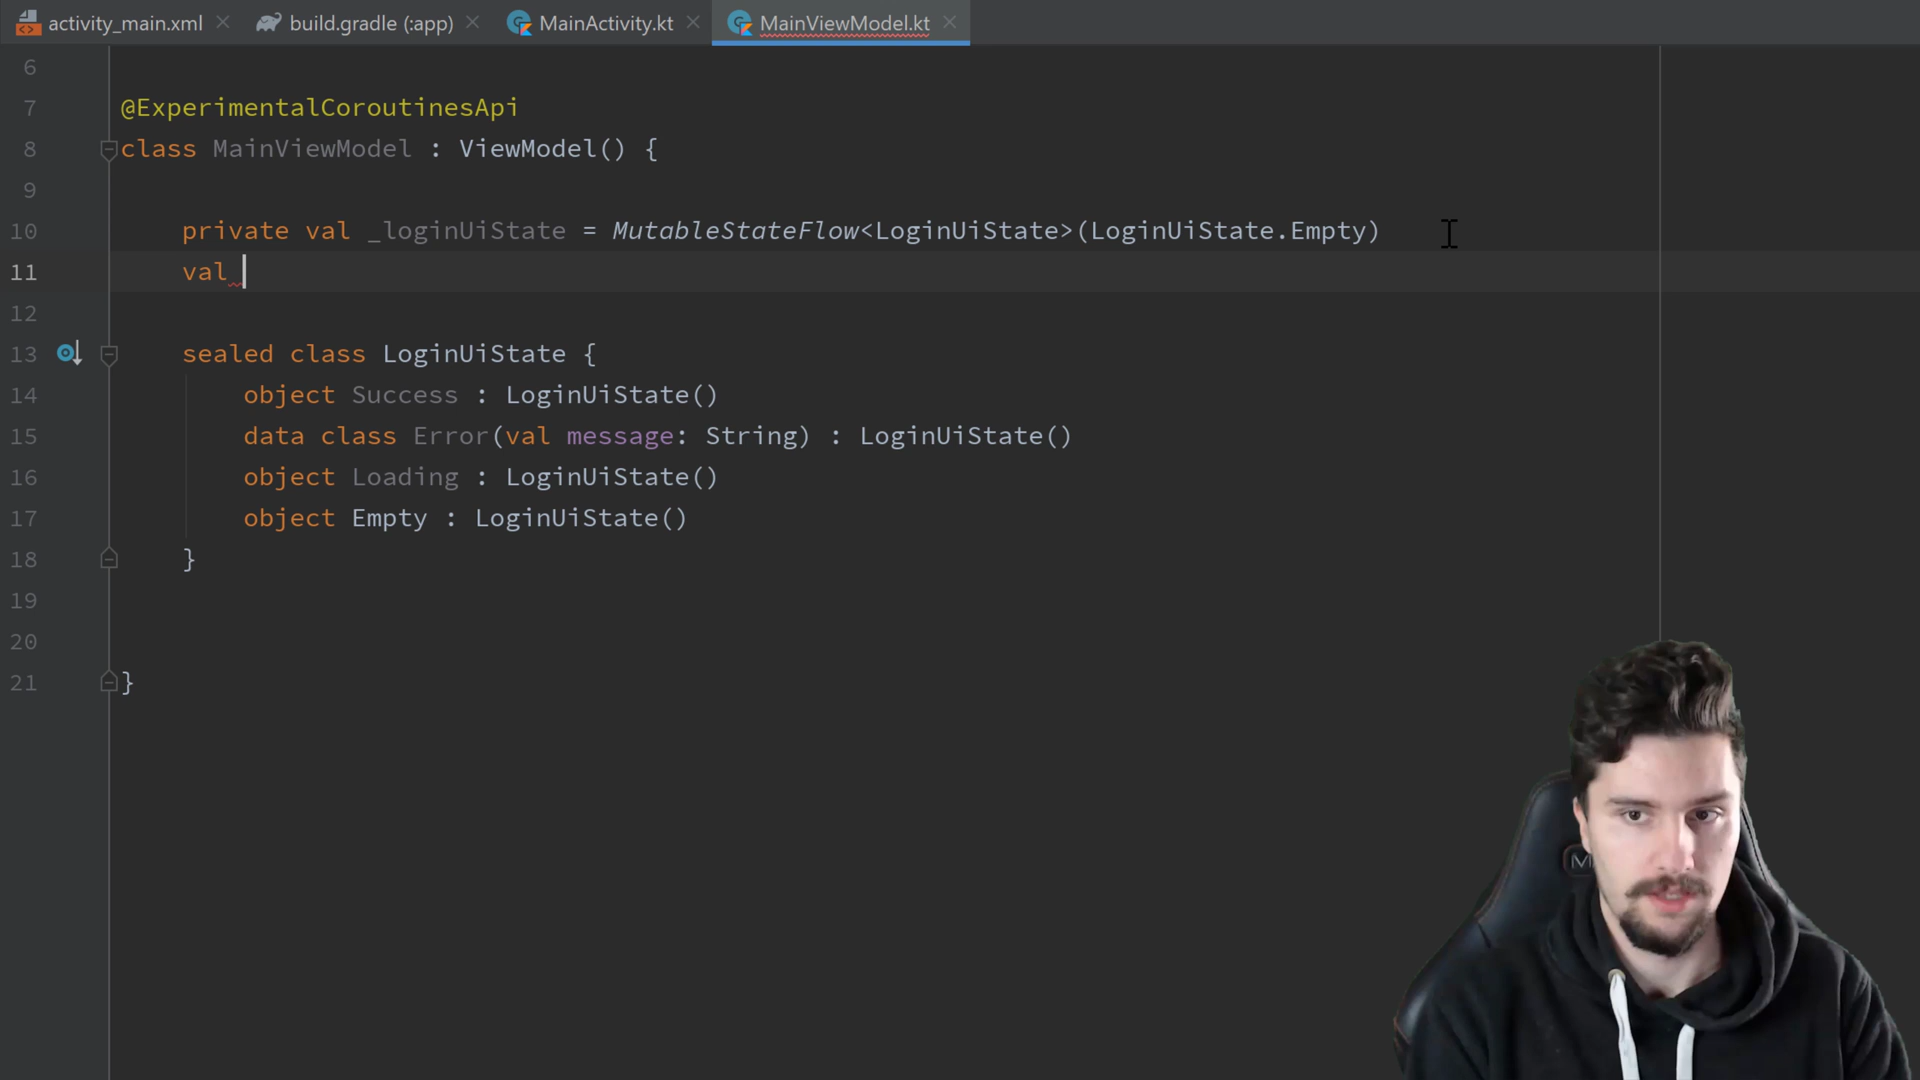 activity_main.xml build.gradle (:app) MainActivity.kt MainViewModel.kt
6
7 @ExperimentalCoroutinesApi
8 class MainViewModel : ViewModel() {
9
10 private val _loginUiState = MutableStateFlow<LoginUiState>(LoginUiState.Empty)
11 val
12
13 sealed class LoginUiState {
14 object Success : LoginUiState()
15 data class Error(val message: String) : LoginUiState()
16 object Loading : LoginUiState()
17 object Empty : LoginUiState()
18 }
19
20
21 }